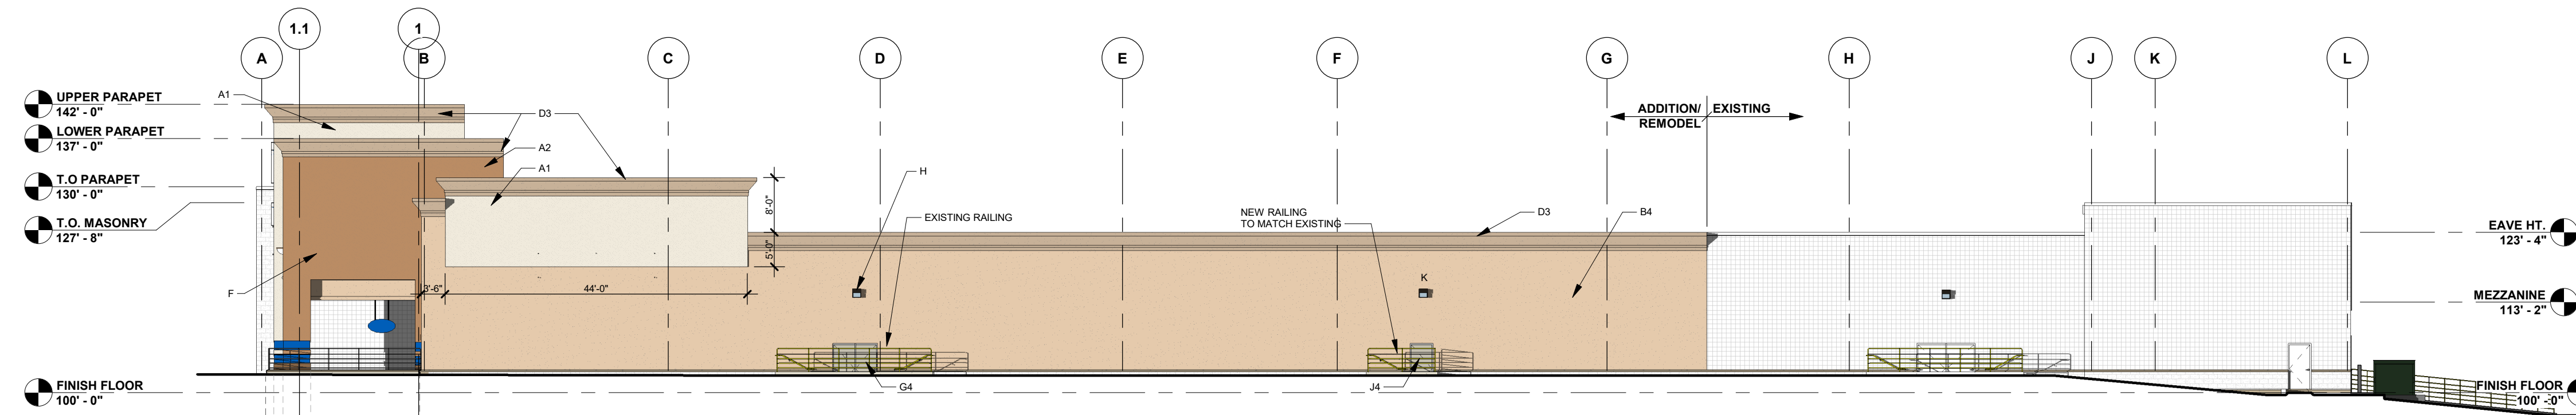 1.1
1
A
B
C
D
E
F
G
H
J
K
L
UPPER PARAPET
142' - 0"
A1
LOWER PARAPET
137' - 0"
T.O PARAPET
130' - 0"
T.O. MASONRY
127' - 8"
FINISH FLOOR
100' - 0"
D3
A2
A1
F
3'-6"
44'-0"
8'-0"
5'-0"
H
EXISTING RAILING
G4
NEW RAILING
TO MATCH EXISTING
K
J4
D3
B4
ADDITION/ EXISTING
REMODEL
EAVE HT.
123' - 4"
MEZZANINE
113' - 2"
FINISH FLOOR
100' - 0"